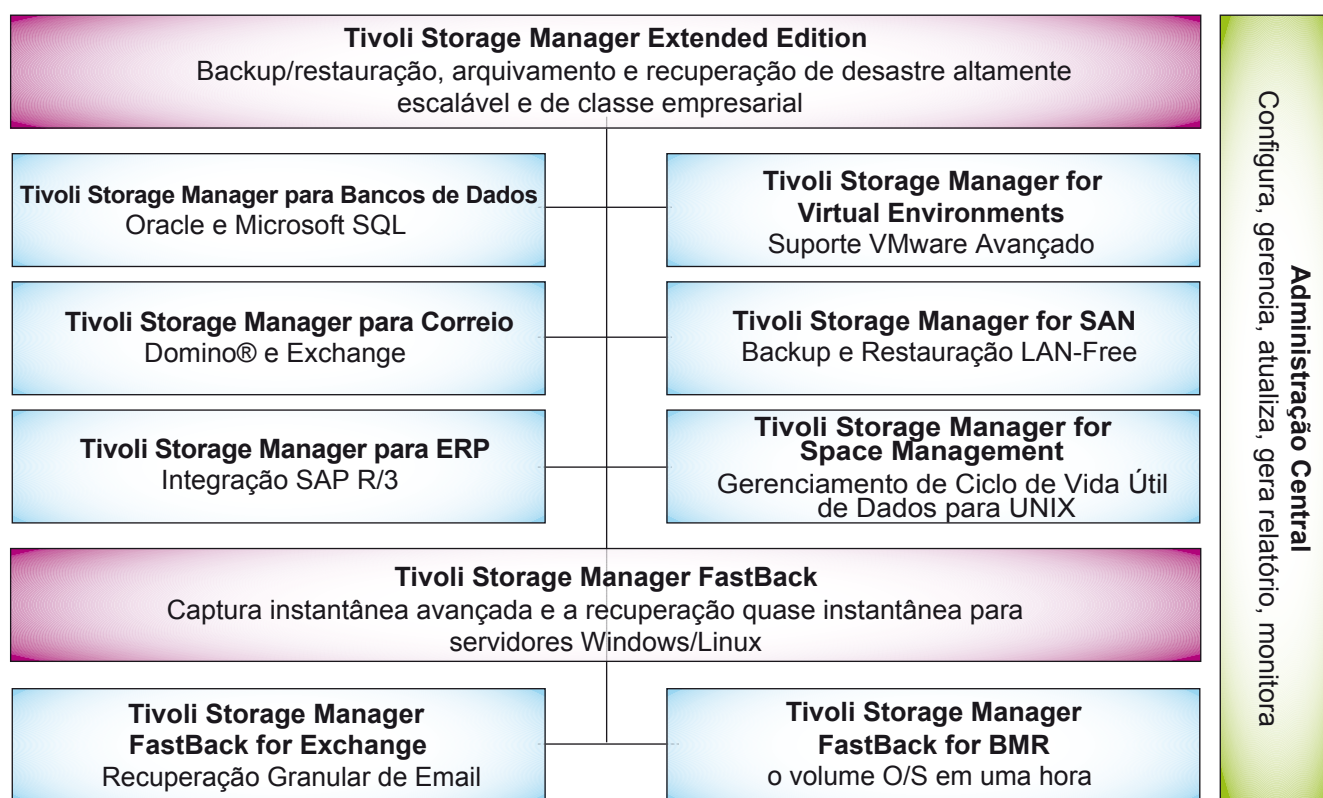 Tivoli Storage Manager Extended Edition
Backup/restauração, arquivamento e recuperação de desastre altamente
escalável e de classe empresarial
Tivoli Storage Manager para Bancos de Dados
Oracle e Microsoft SQL
Tivoli Storage Manager for
Virtual Environments
Suporte VMware Avançado
Tivoli Storage Manager para Correio
Domino® e Exchange
Tivoli Storage Manager for SAN
Backup e Restauração LAN-Free
Tivoli Storage Manager para ERP
Integração SAP R/3
Tivoli Storage Manager for
Space Management
Gerenciamento de Ciclo de Vida Útil
de Dados para UNIX
Tivoli Storage Manager FastBack
Captura instantânea avançada e a recuperação quase instantânea para
servidores Windows/Linux
Tivoli Storage Manager
FastBack for Exchange
Recuperação Granular de Email
Tivoli Storage Manager
FastBack for BMR
o volume O/S em uma hora
Administração Central
Configura, gerencia, atualiza, gera relatório, monitora